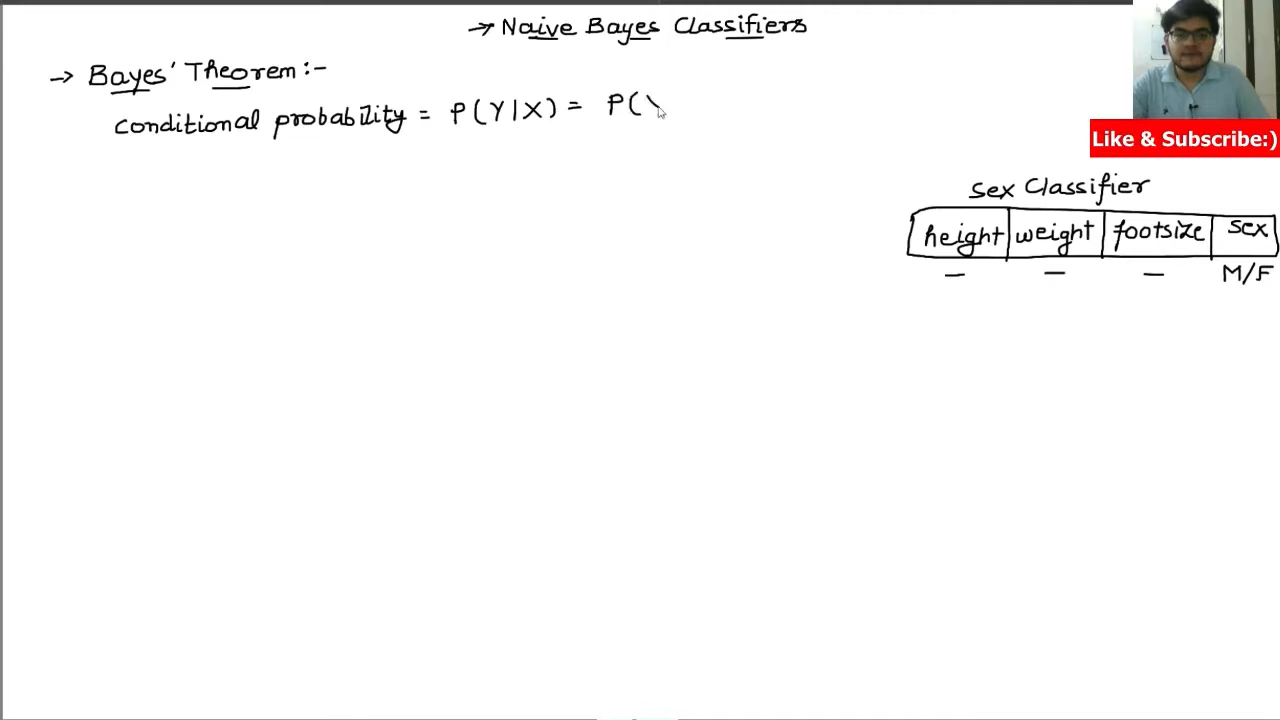 → Naive Bayes Classifiers
→ Bayes' Theorem :-
conditional probability = P(Y|X) = P(
Like & Subscribe:)
sex Classifier
height weight footsize sex
— — — M/F